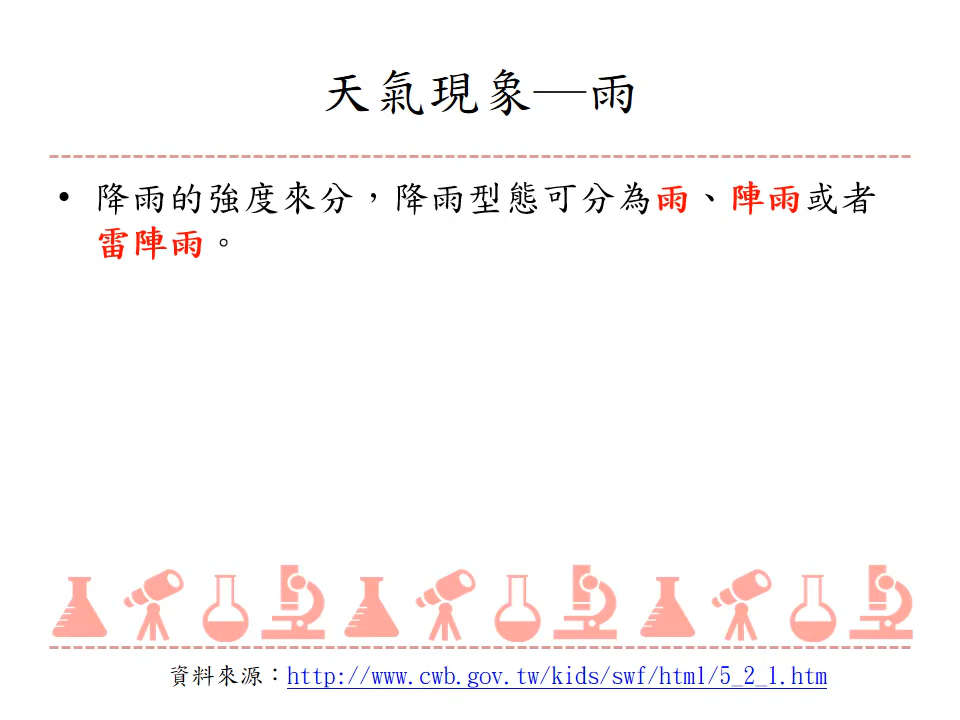 天氣現象—雨
• 降雨的強度來分，降雨型態可分為雨、陣雨或者
雷陣雨。
資料來源：http://www.cwb.gov.tw/kids/swf/html/5_2_1.htm